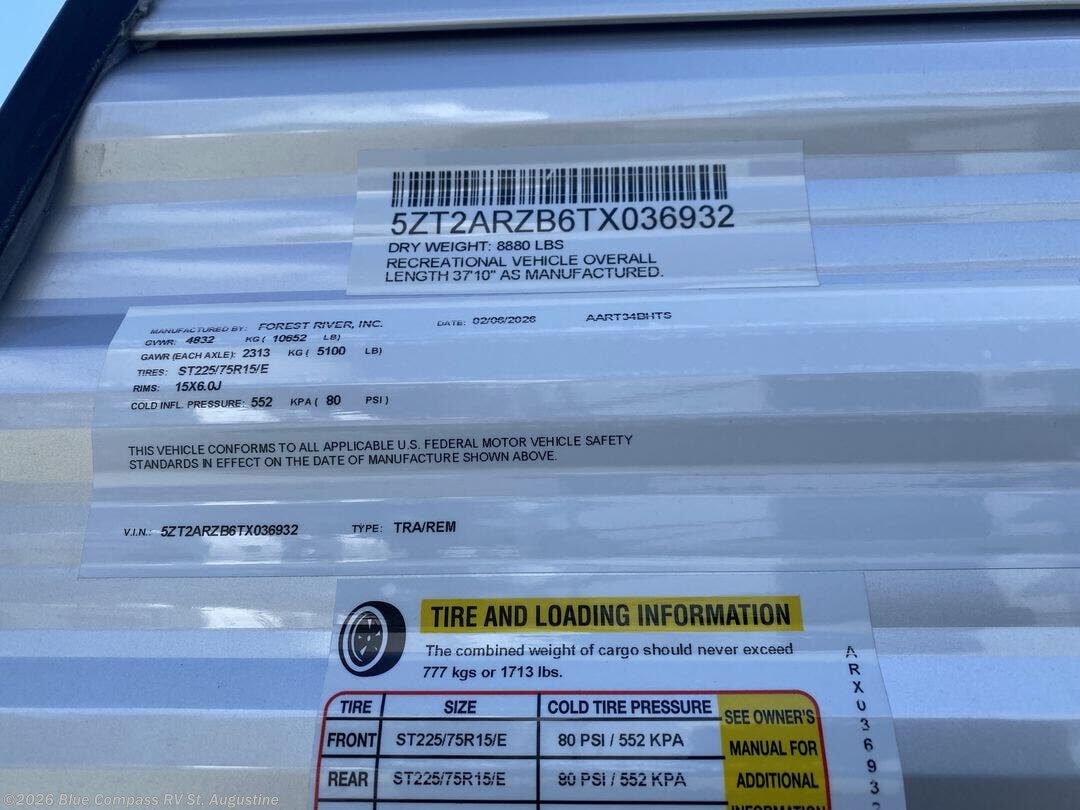 5ZT2ARZB6TX036932
DRY WEIGHT: 8880 LBS
RECREATIONAL VEHICLE OVERALL
LENGTH 37'10" AS MANUFACTURED.
MANUFACTURED BY: FOREST RIVER, INC. DATE: 02/06/2026 AART34BHTS
GVWR: 4832 KG ( 10652 LB)
GAWR (EACH AXLE): 2313 KG ( 5100 LB)
TIRES: ST225/75R15/E
RIMS: 15X6.0J
COLD INFL. PRESSURE: 552 KPA ( 80 PSI )
THIS VEHICLE CONFORMS TO ALL APPLICABLE U.S. FEDERAL MOTOR VEHICLE SAFETY
STANDARDS IN EFFECT ON THE DATE OF MANUFACTURE SHOWN ABOVE.
V.I.N.: 5ZT2ARZB6TX036932 TYPE: TRA/REM
TIRE AND LOADING INFORMATION
The combined weight of cargo should never exceed
777 kgs or 1713 lbs.
TIRE SIZE COLD TIRE PRESSURE
FRONT ST225/75R15/E 80 PSI / 552 KPA
REAR ST225/75R15/E 80 PSI / 552 KPA
SEE OWNER'S
MANUAL FOR
ADDITIONAL
INFORMATION
ARX03693
©2026 Blue Compass RV St. Augustine